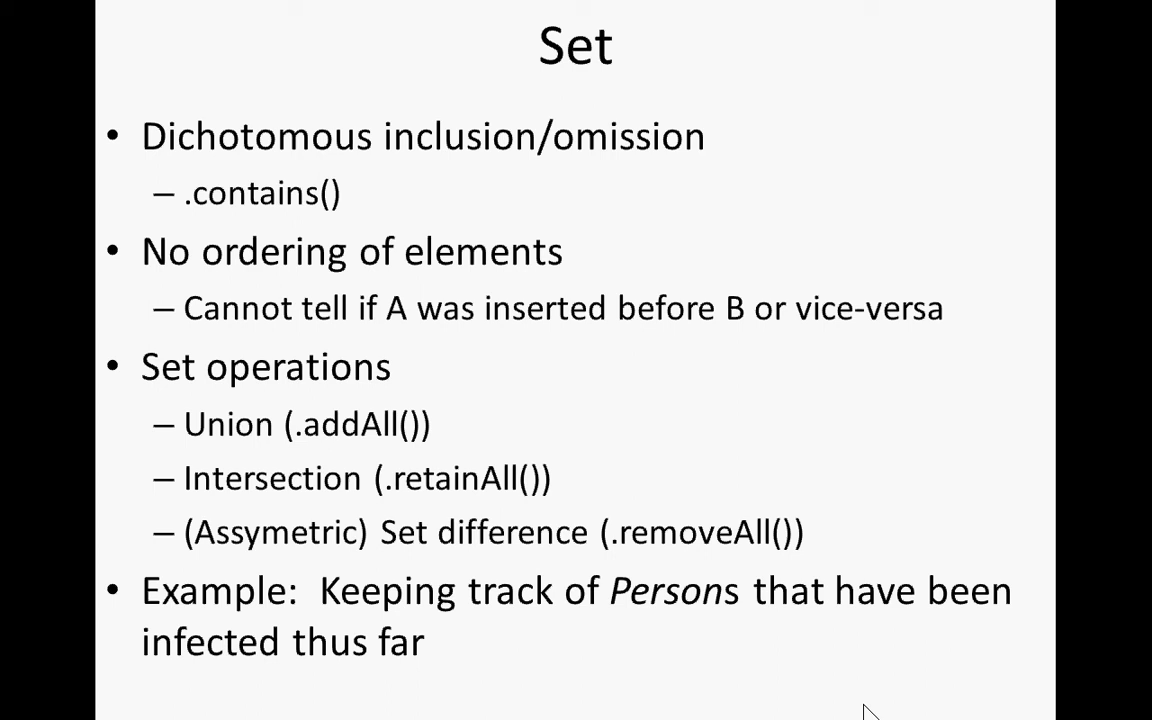 Set
• Dichotomous inclusion/omission
– .contains()
• No ordering of elements
– Cannot tell if A was inserted before B or vice-versa
• Set operations
– Union (.addAll())
– Intersection (.retainAll())
– (Assymetric) Set difference (.removeAll())
• Example:  Keeping track of Persons that have been
infected thus far